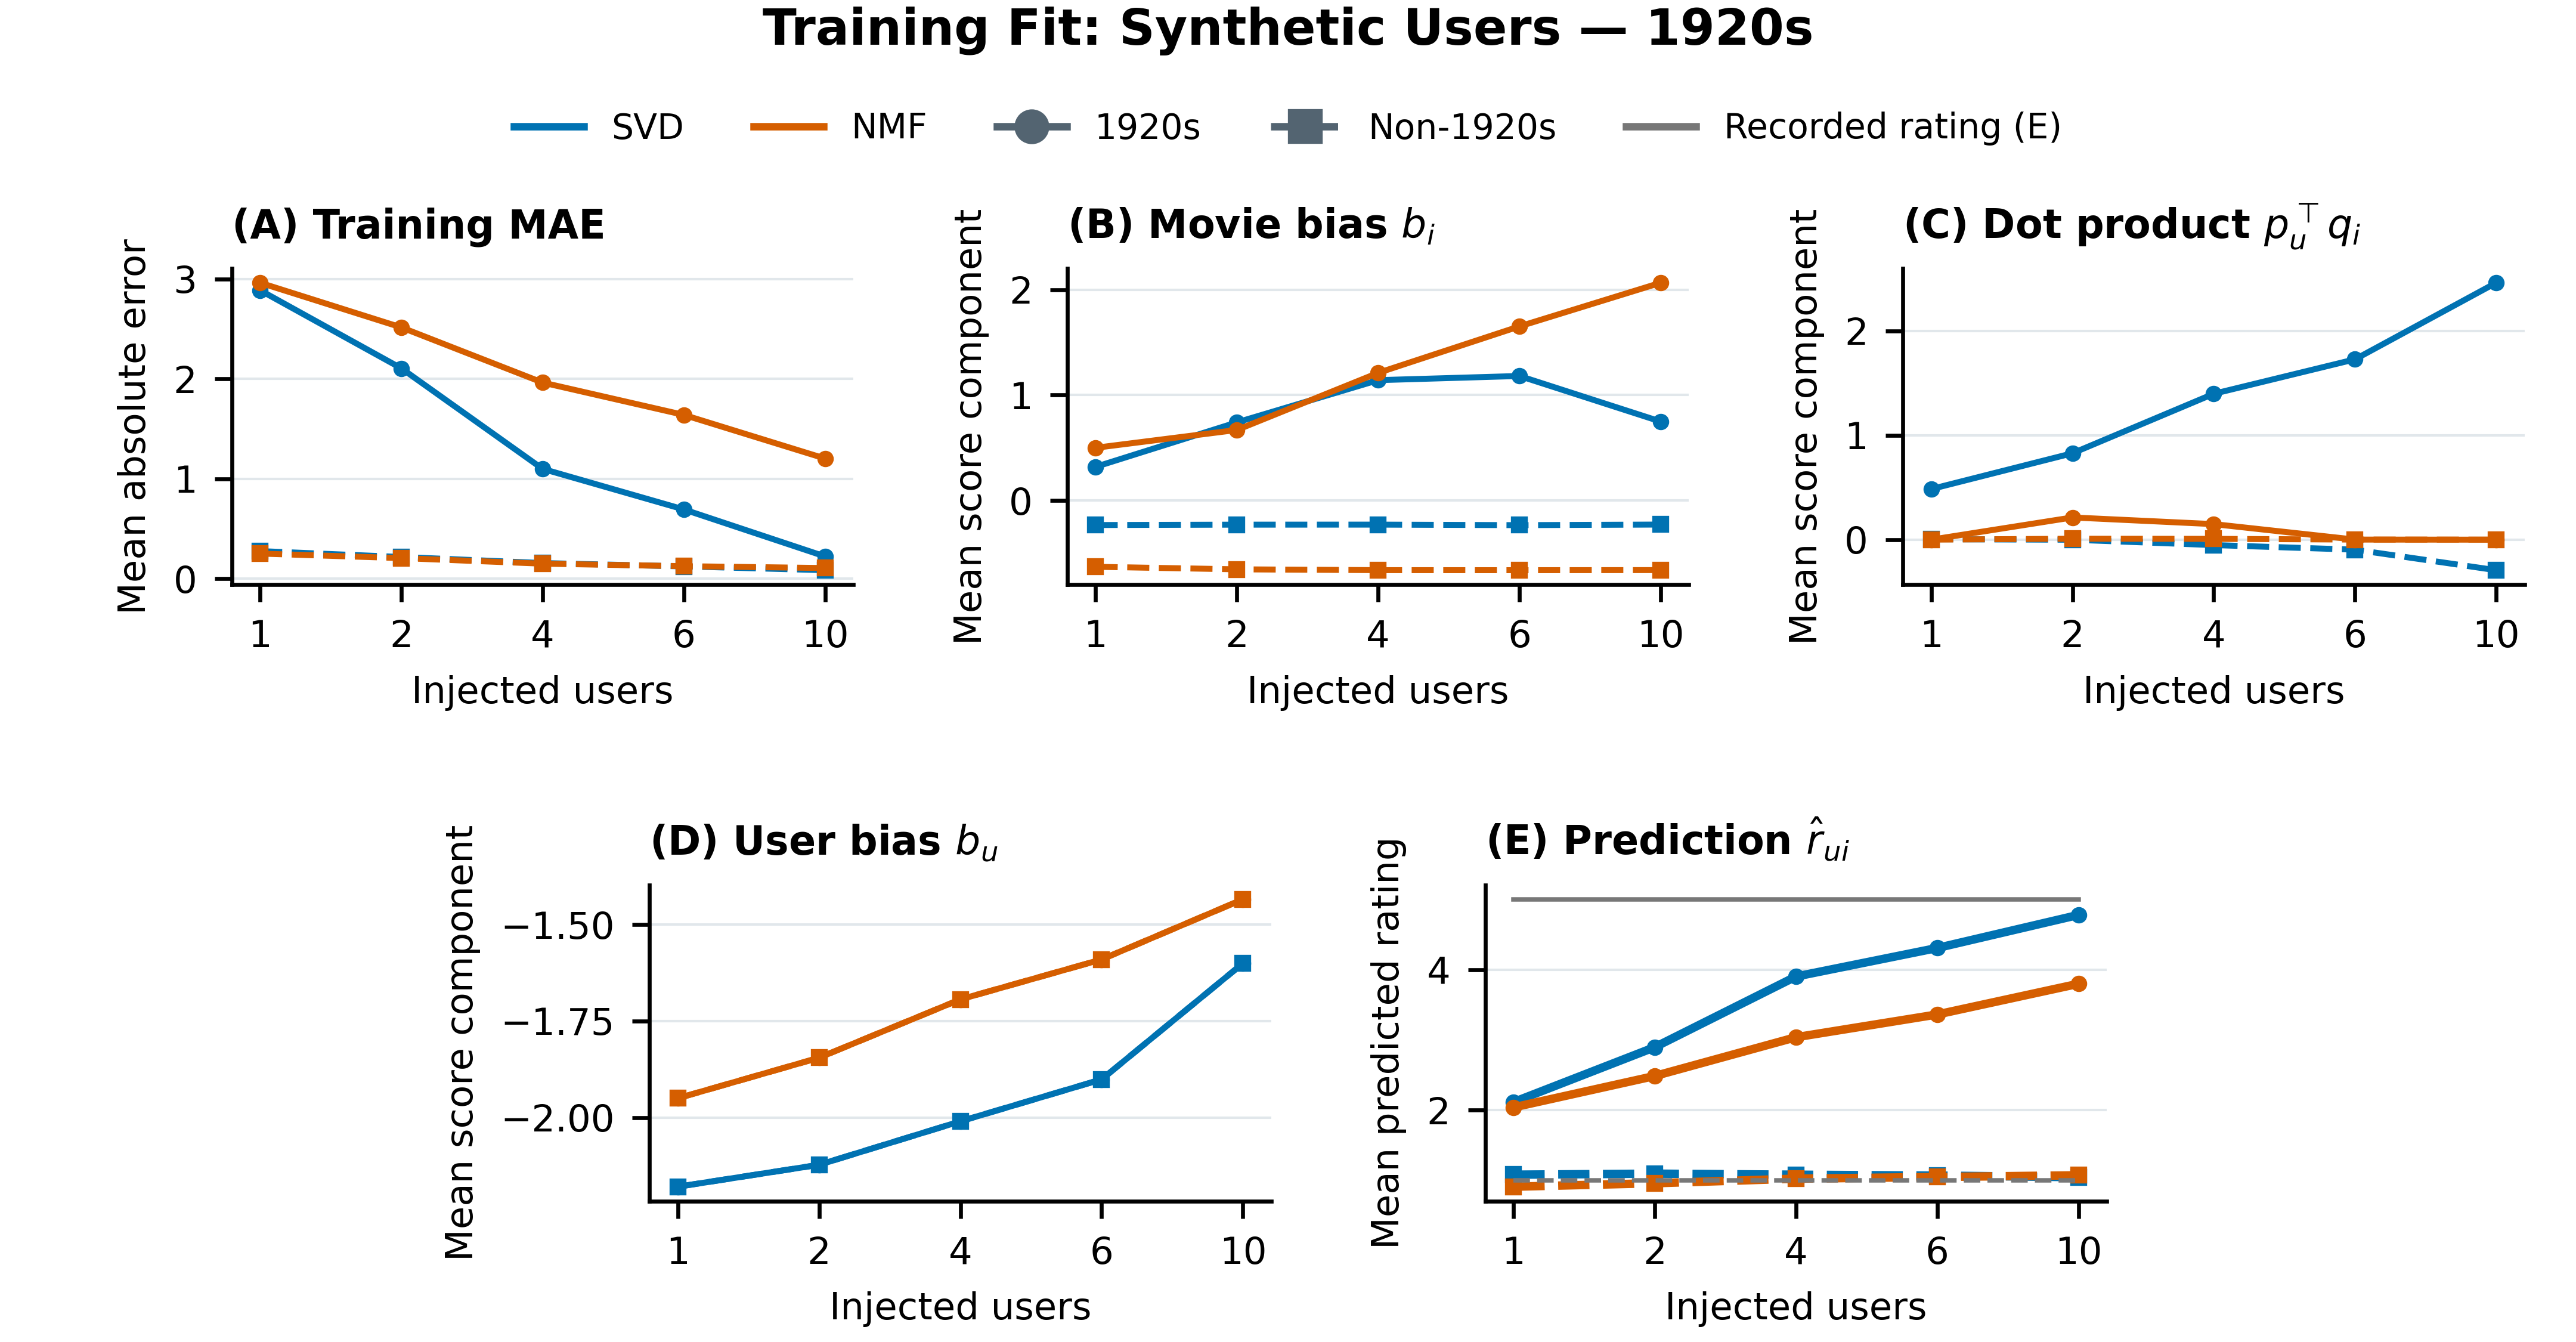 Training Fit: Synthetic Users — 1920s
SVD NMF 1920s Non-1920s Recorded rating (E)
(A) Training MAE
Mean absolute error
3
2
1
0
1 2 4 6 10
Injected users
(B) Movie bias b_i
Mean score component
2
1
0
1 2 4 6 10
Injected users
(C) Dot product p_u^⊤ q_i
Mean score component
2
1
0
1 2 4 6 10
Injected users
(D) User bias b_u
Mean score component
−1.50
−1.75
−2.00
1 2 4 6 10
Injected users
(E) Prediction r̂_ui
Mean predicted rating
4
2
1 2 4 6 10
Injected users